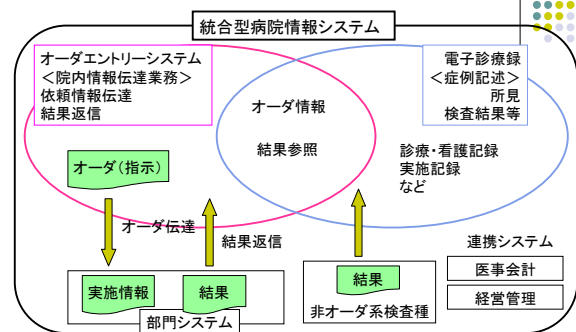 統合型病院情報システム
オーダエントリーシステム
＜院内情報伝達業務＞
依頼情報伝達
結果返信
電子診療録
＜症例記述＞
所見
検査結果等
オーダ情報
結果参照
診療・看護記録
実施記録
など
オーダ（指示）
オーダ伝達
結果返信
実施情報
結果
部門システム
結果
非オーダ系検査種
連携システム
医事会計
経営管理